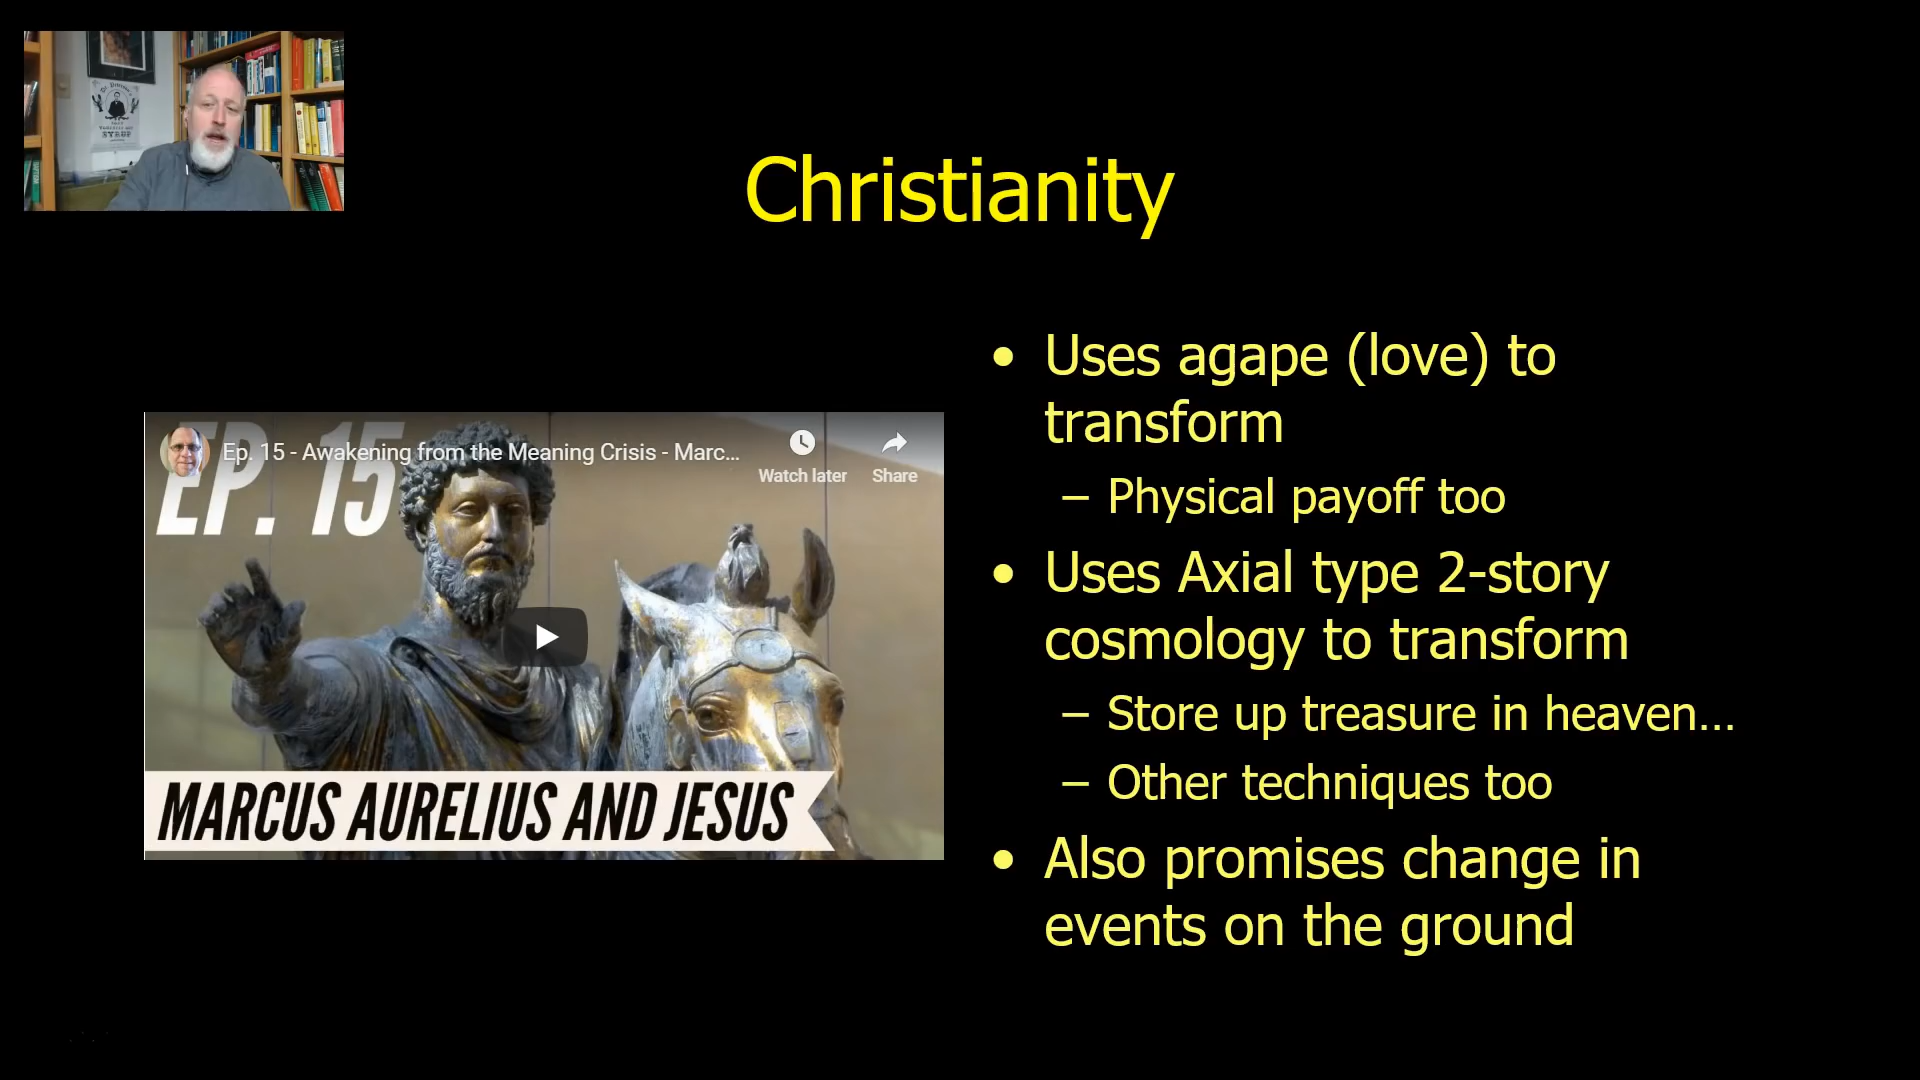 SYRUP
Christianity
EP. 15
Ep. 15 - Awakening from the Meaning Crisis - Marc...
Watch later
Share
MARCUS AURELIUS AND JESUS
• Uses agape (love) to
transform
– Physical payoff too
• Uses Axial type 2-story
cosmology to transform
– Store up treasure in heaven...
– Other techniques too
• Also promises change in
events on the ground